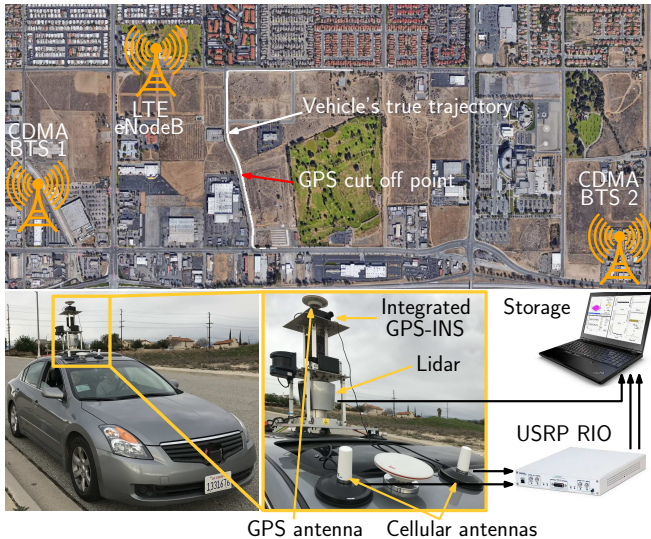 LTE
eNodeB
Vehicle's true trajectory
CDMA
BTS 1
GPS cut off point
CDMA
BTS 2
Integrated
GPS-INS
Storage
Lidar
USRP RIO
GPS antenna
Cellular antennas